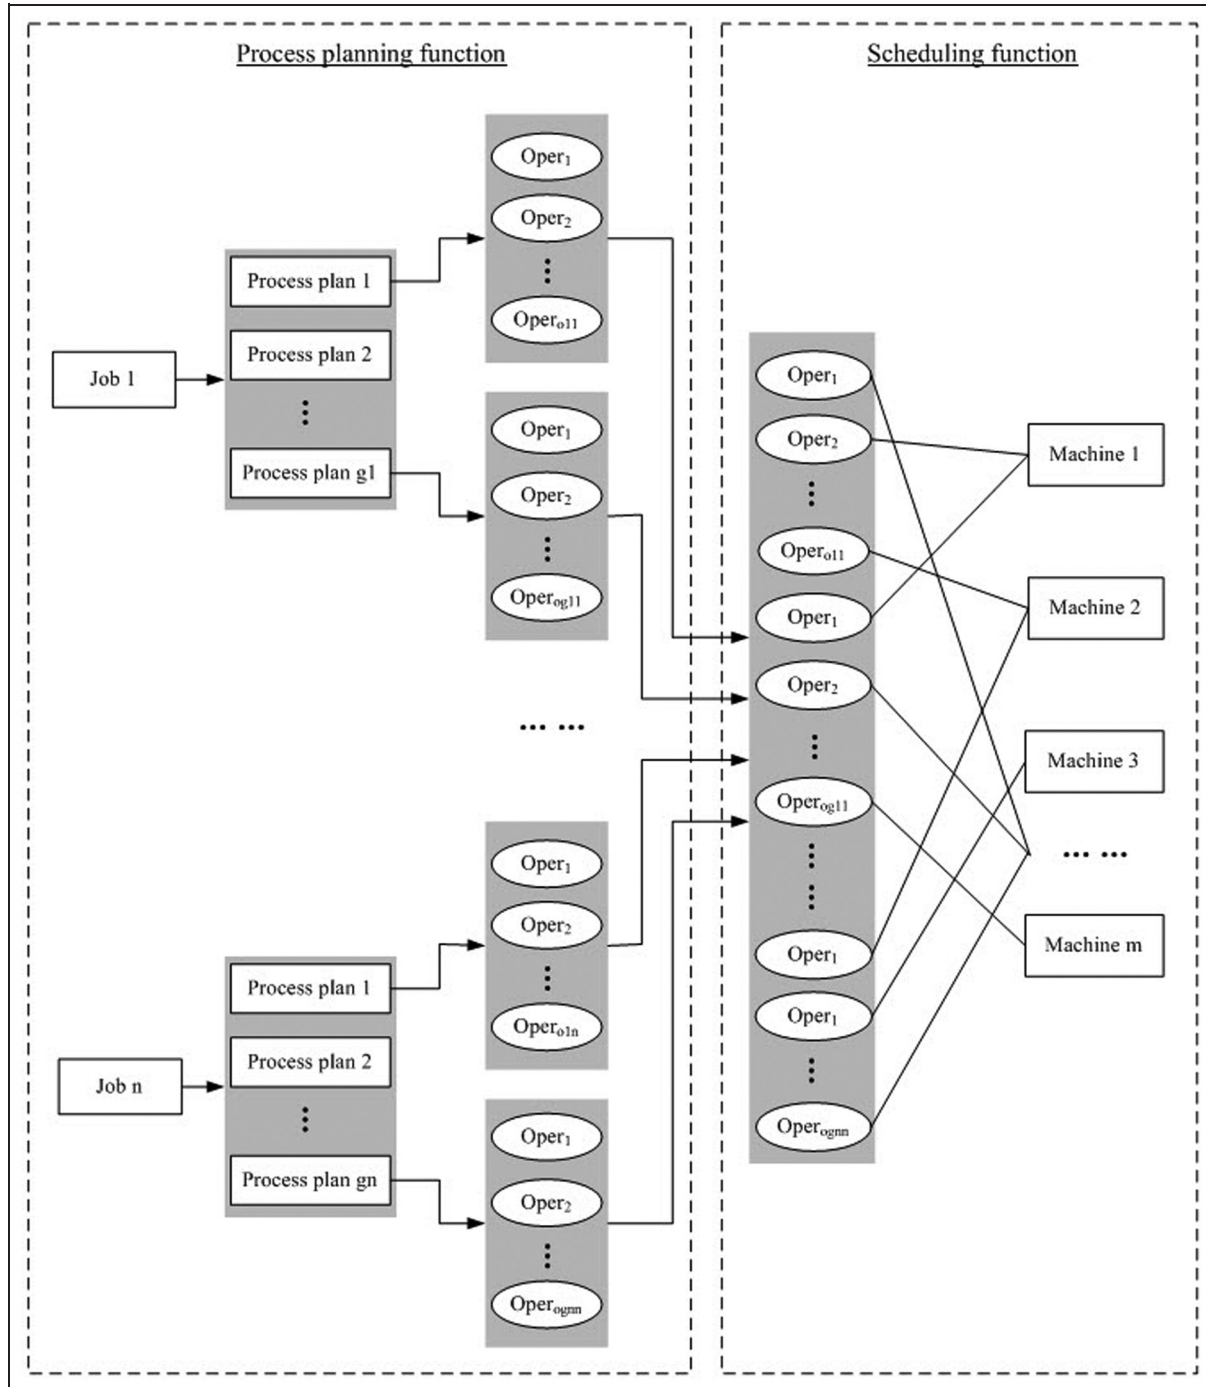 Process planning function
Job 1
Process plan 1
Process plan 2
Process plan g1
Oper1
Oper2
Opero11
Oper1
Oper2
Operog11
... ...
Job n
Process plan 1
Process plan 2
Process plan gn
Oper1
Oper2
Opero1n
Oper1
Oper2
Operognn
Scheduling function
Oper1
Oper2
Opero11
Oper1
Oper2
Operog11
Oper1
Oper1
Operognn
Machine 1
Machine 2
Machine 3
... ...
Machine m